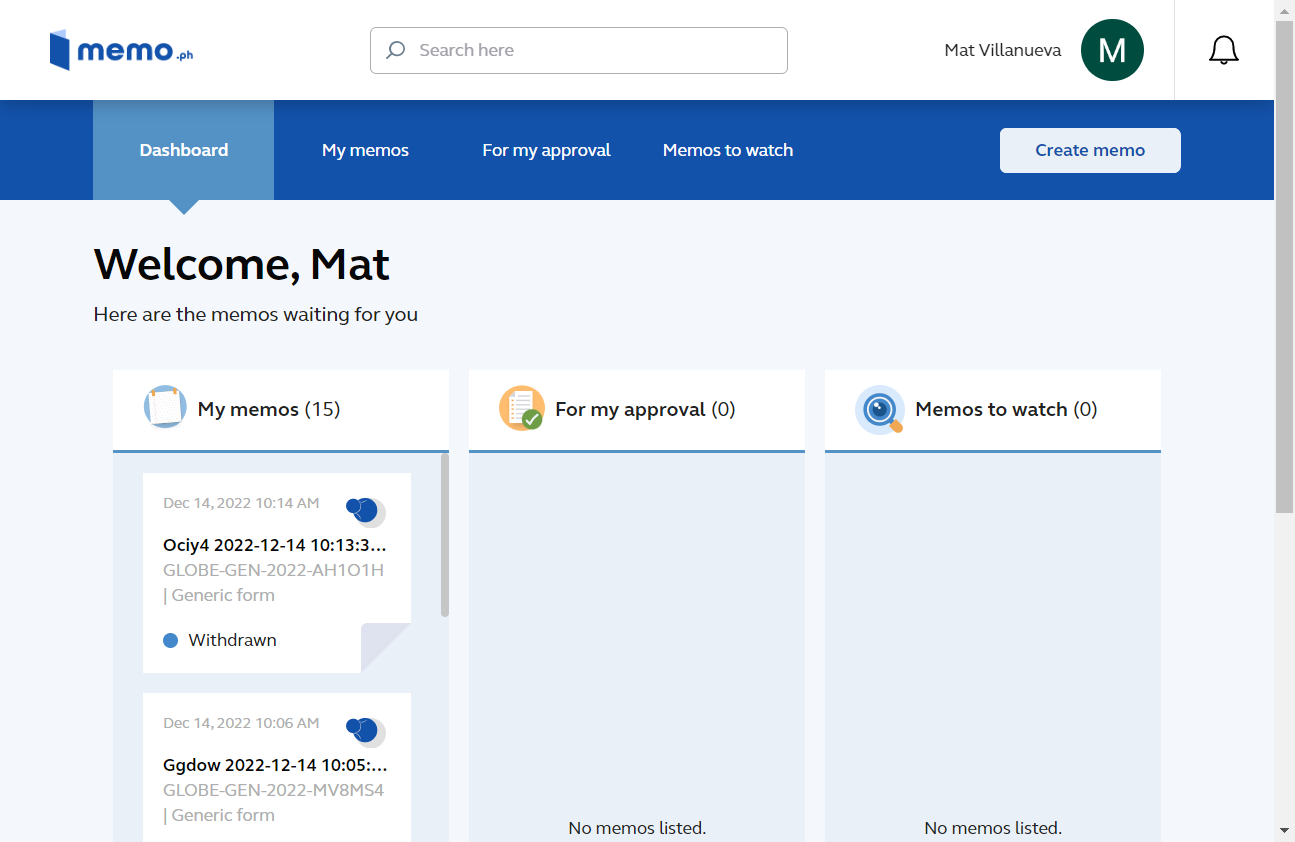 memo.ph
Search here
Mat Villanueva
M
Dashboard
My memos
For my approval
Memos to watch
Create memo
Welcome, Mat
Here are the memos waiting for you
My memos (15)
For my approval (0)
Memos to watch (0)
Dec 14, 2022 10:14 AM
Ociy4 2022-12-14 10:13:3...
GLOBE-GEN-2022-AH1O1H
| Generic form
Withdrawn
Dec 14, 2022 10:06 AM
Ggdow 2022-12-14 10:05:...
GLOBE-GEN-2022-MV8MS4
| Generic form
No memos listed.
No memos listed.